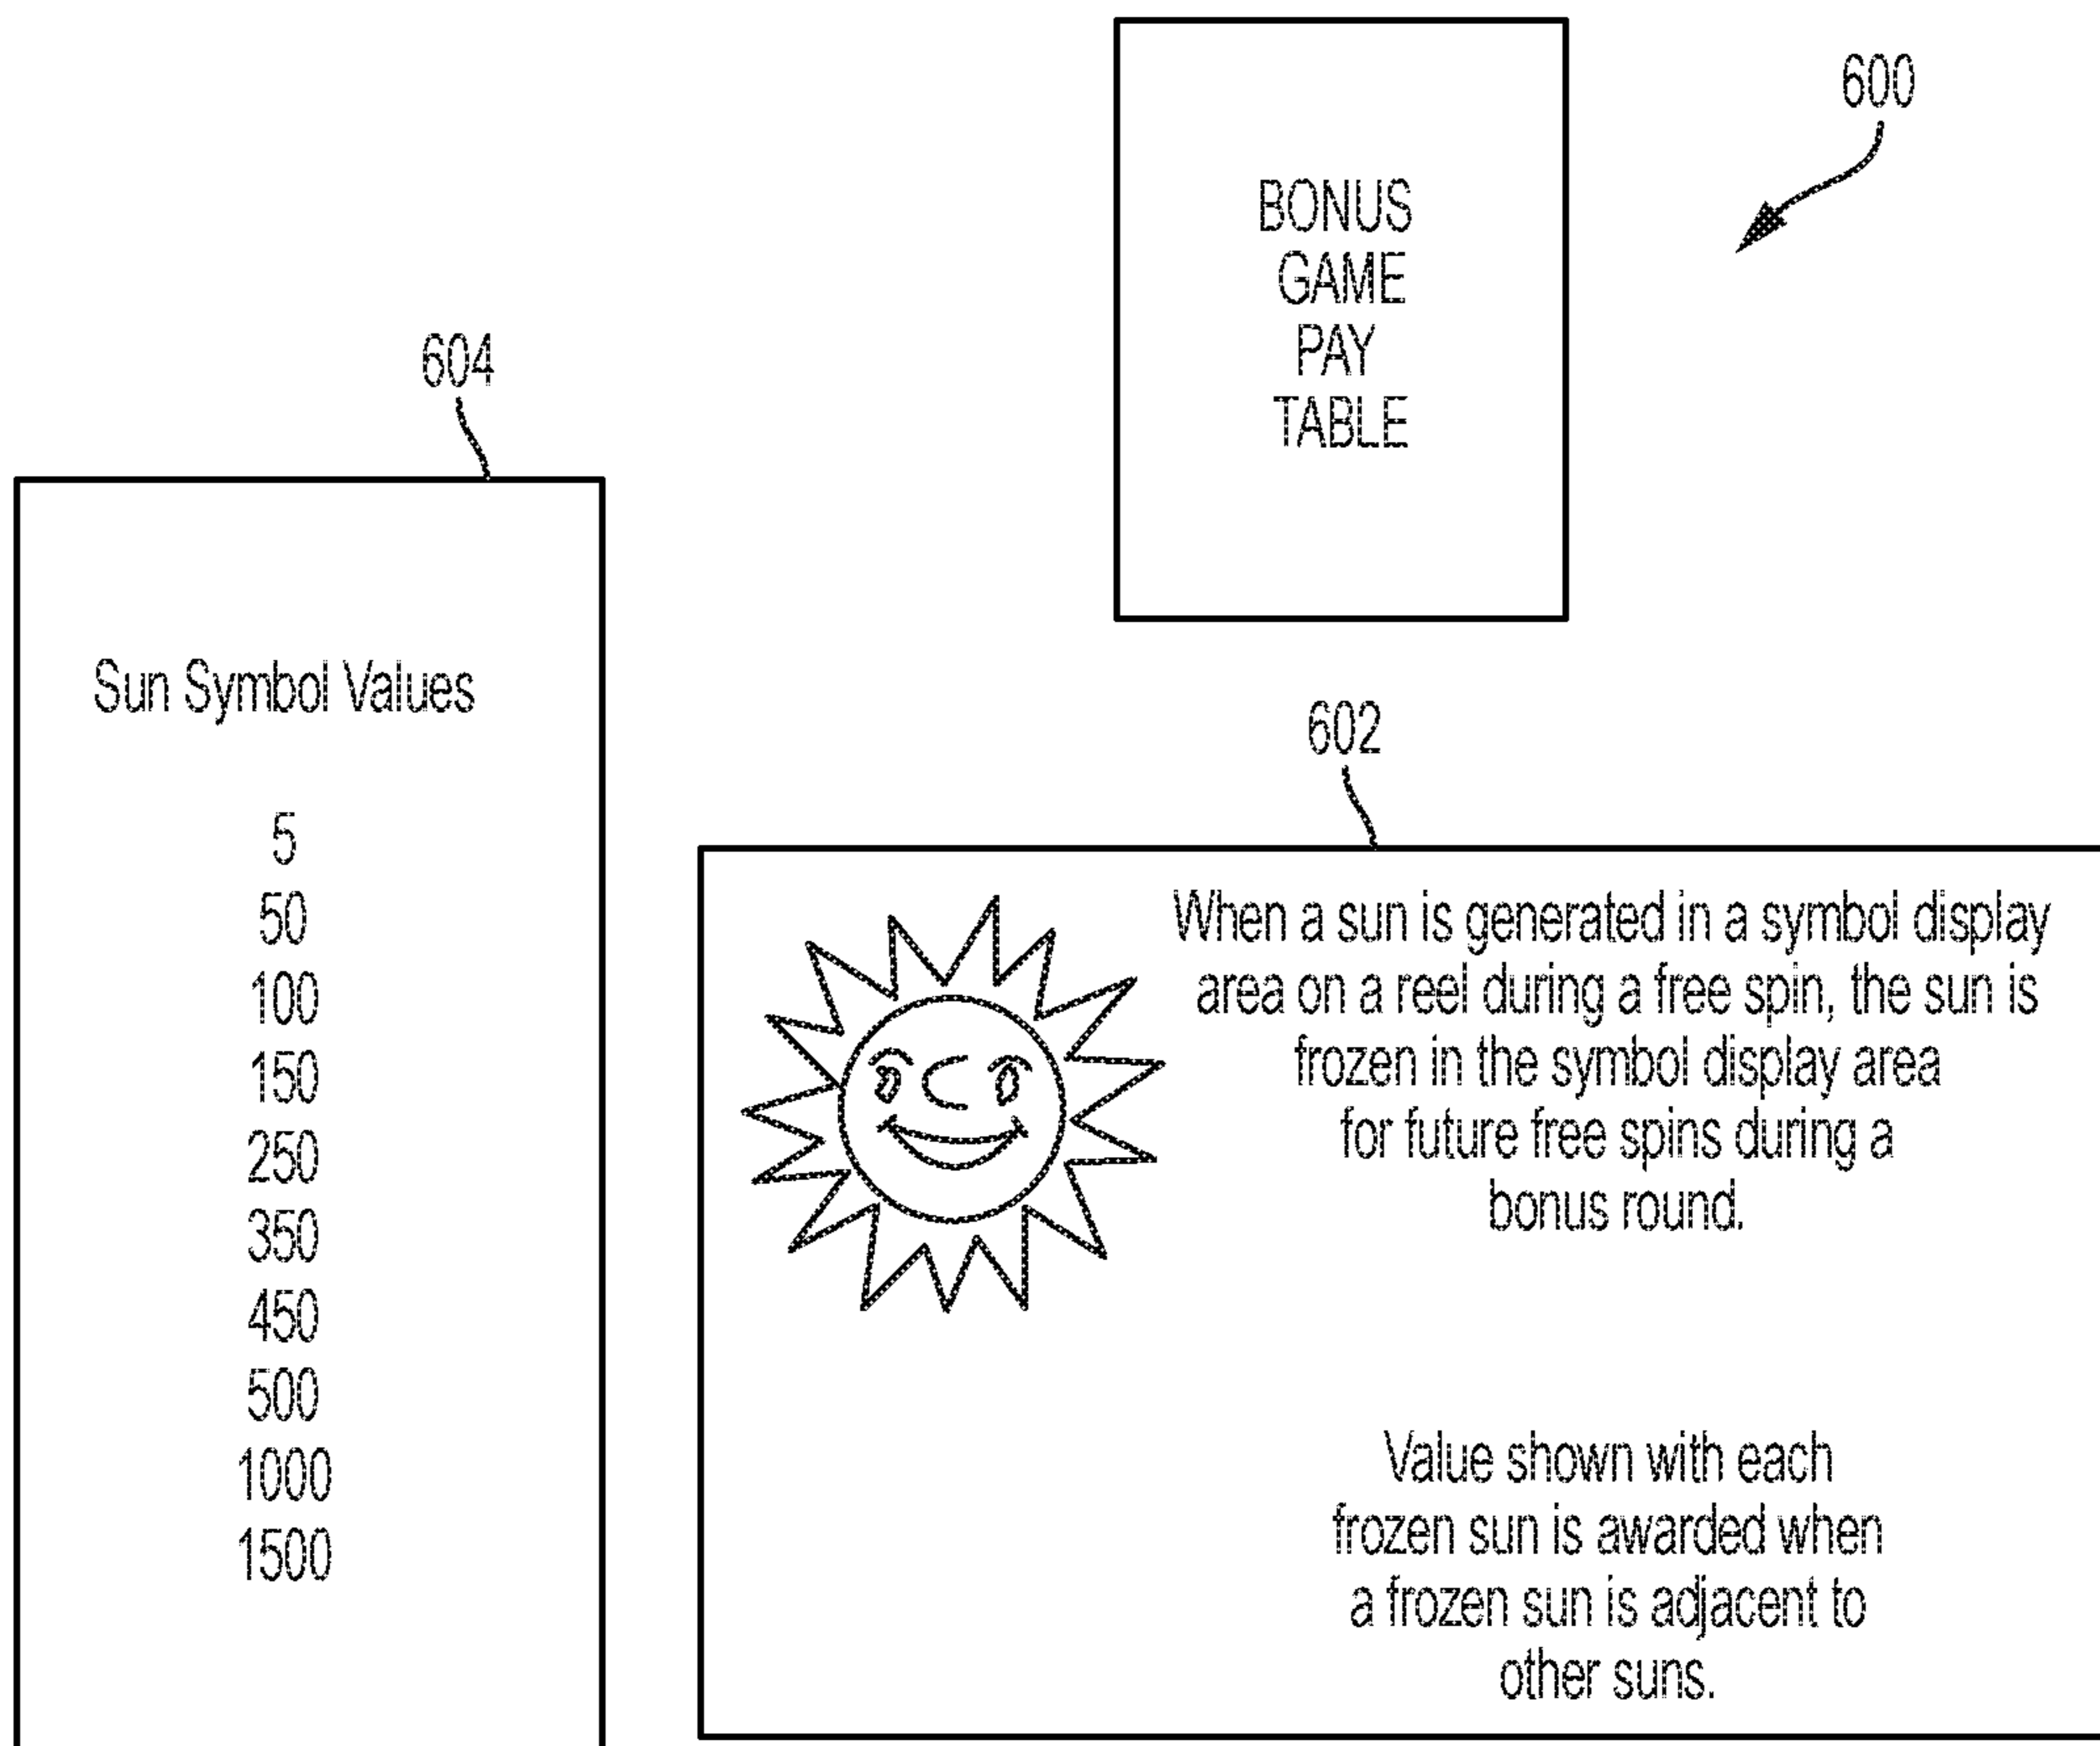 600
BONUS
GAME
PAY
TABLE
604
Sun Symbol Values
5
50
100
150
250
350
450
500
1000
1500
602
When a sun is generated in a symbol display
area on a reel during a free spin, the sun is
frozen in the symbol display area
for future free spins during a
bonus round.
Value shown with each
frozen sun is awarded when
a frozen sun is adjacent to
other suns.